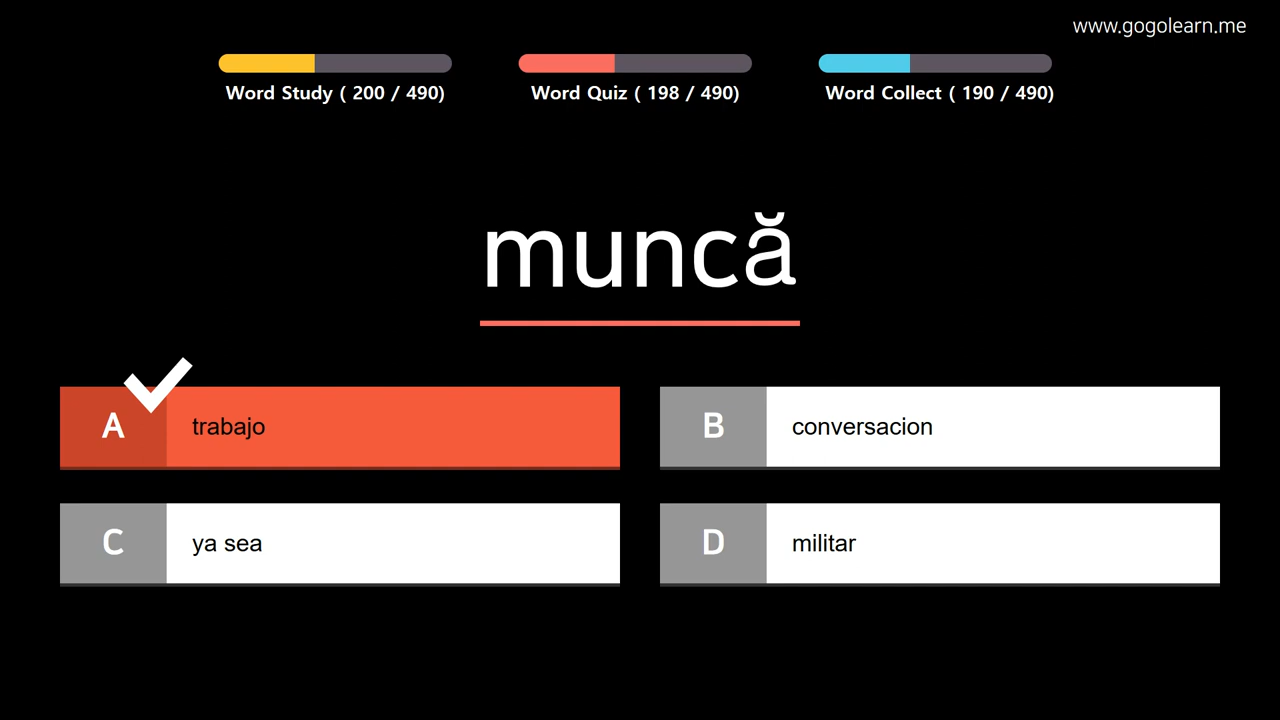 www.gogolearn.me
Word Study ( 200 / 490)
Word Quiz ( 198 / 490)
Word Collect ( 190 / 490)
muncă
A trabajo
B conversacion
C ya sea
D militar